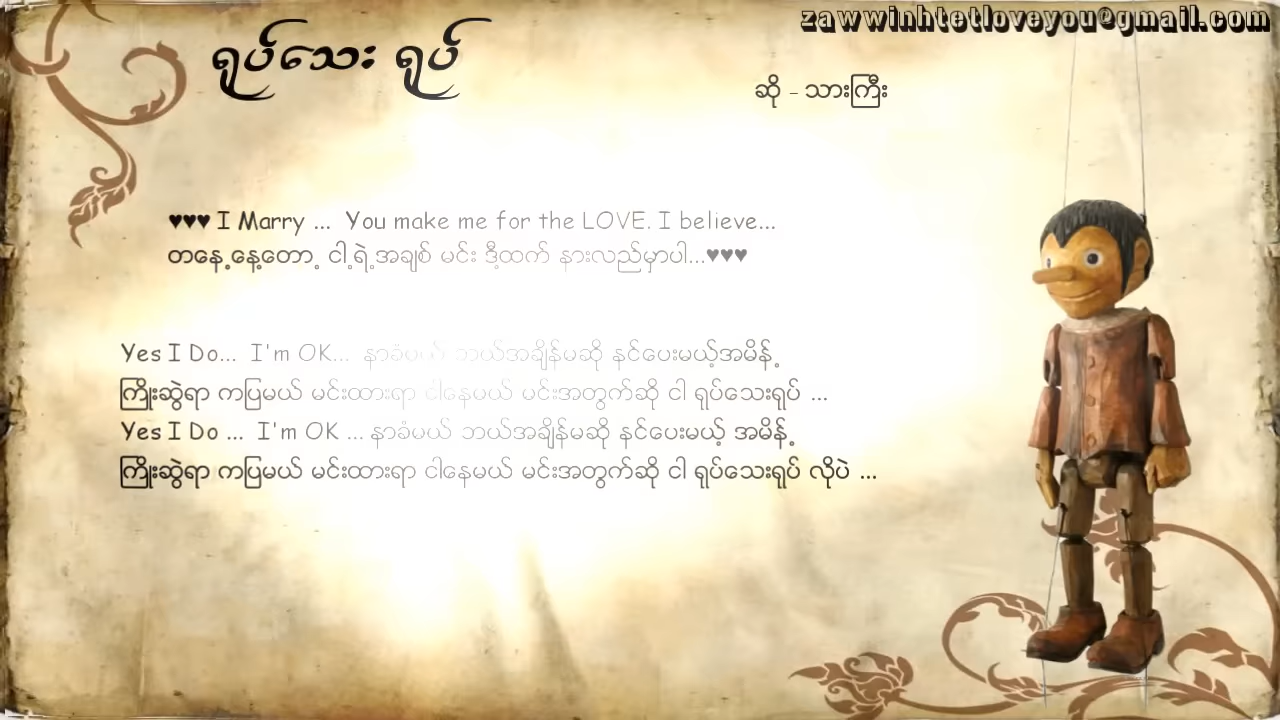 zawwinhtetloveyou@gmail.com
ရုပ်သေး ရုပ်
ဆို - သားကြီး
♥♥♥ I Marry ... You make me for the LOVE. I believe...
တနေ့နေ့တော့ ငါ့ရဲ့အချစ် မင်း ဒီ့ထက် နားလည်မှာပါ...♥♥♥
Yes I Do... I'm OK... နာခံမယ် ဘယ်အချိန်မဆို နင်ပေးမယ့်အမိန့်
ကြိုးဆွဲရာ ကပြမယ် မင်းထားရာ ငါနေမယ် မင်းအတွက်ဆို ငါ ရုပ်သေးရုပ် ...
Yes I Do ... I'm OK ... နာခံမယ် ဘယ်အချိန်မဆို နင်ပေးမယ့် အမိန့်
ကြိုးဆွဲရာ ကပြမယ် မင်းထားရာ ငါနေမယ် မင်းအတွက်ဆို ငါ ရုပ်သေးရုပ် လိုပဲ ...